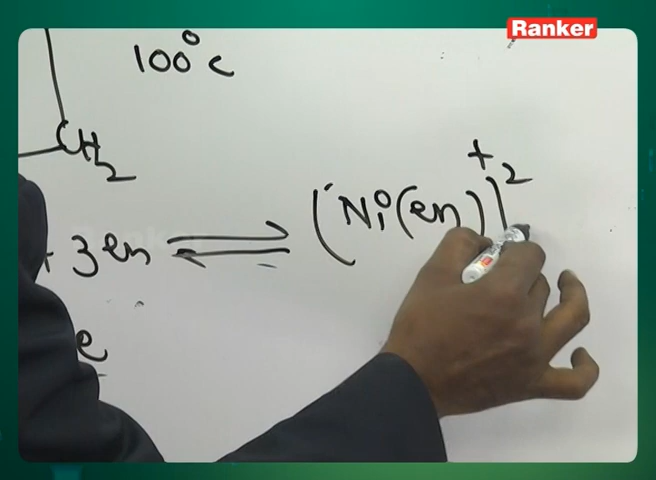 Ranker
100°C
CH2
+ 3en ⇌ [Ni(en)]+2
e